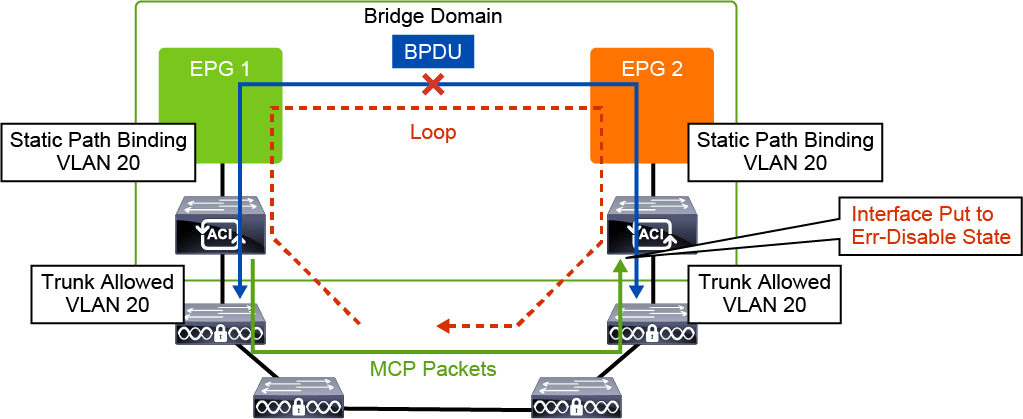 Bridge Domain
BPDU
EPG 1
EPG 2
Loop
Static Path Binding
VLAN 20
Static Path Binding
VLAN 20
ACI
ACI
Interface Put to
Err-Disable State
Trunk Allowed
VLAN 20
Trunk Allowed
VLAN 20
MCP Packets